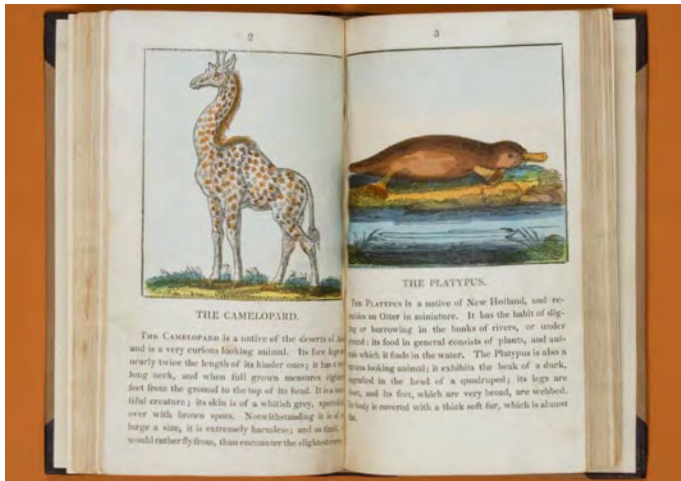 2
THE CAMELOPARD.
THE CAMELOPARD is a native of the deserts of
and is a very curious looking animal. Its fore legs are
nearly twice the length of its hinder ones; it has a
long neck, and when full grown measures
feet from the ground to the top of its head. It is a
tiful creature; its skin is of a whitish grey, spotted
over with brown spots. Notwithstanding it is of
large a size, it is extremely harmless; and so timid,
would rather fly from, than encounter the slightest
3
THE PLATYPUS.
THE PLATYPUS is a native of New Holland, and re-
an Otter in miniature. It has the habit of dig-
or burrowing in the banks of rivers, or under
its food in general consists of plants, and ani-
which it finds in the water. The Platypus is also a
looking animal; it exhibits the beak of a duck,
in the head of a quadruped; its legs are
and its feet, which are very broad, are webbed.
body is covered with a thick soft fur, which is almost